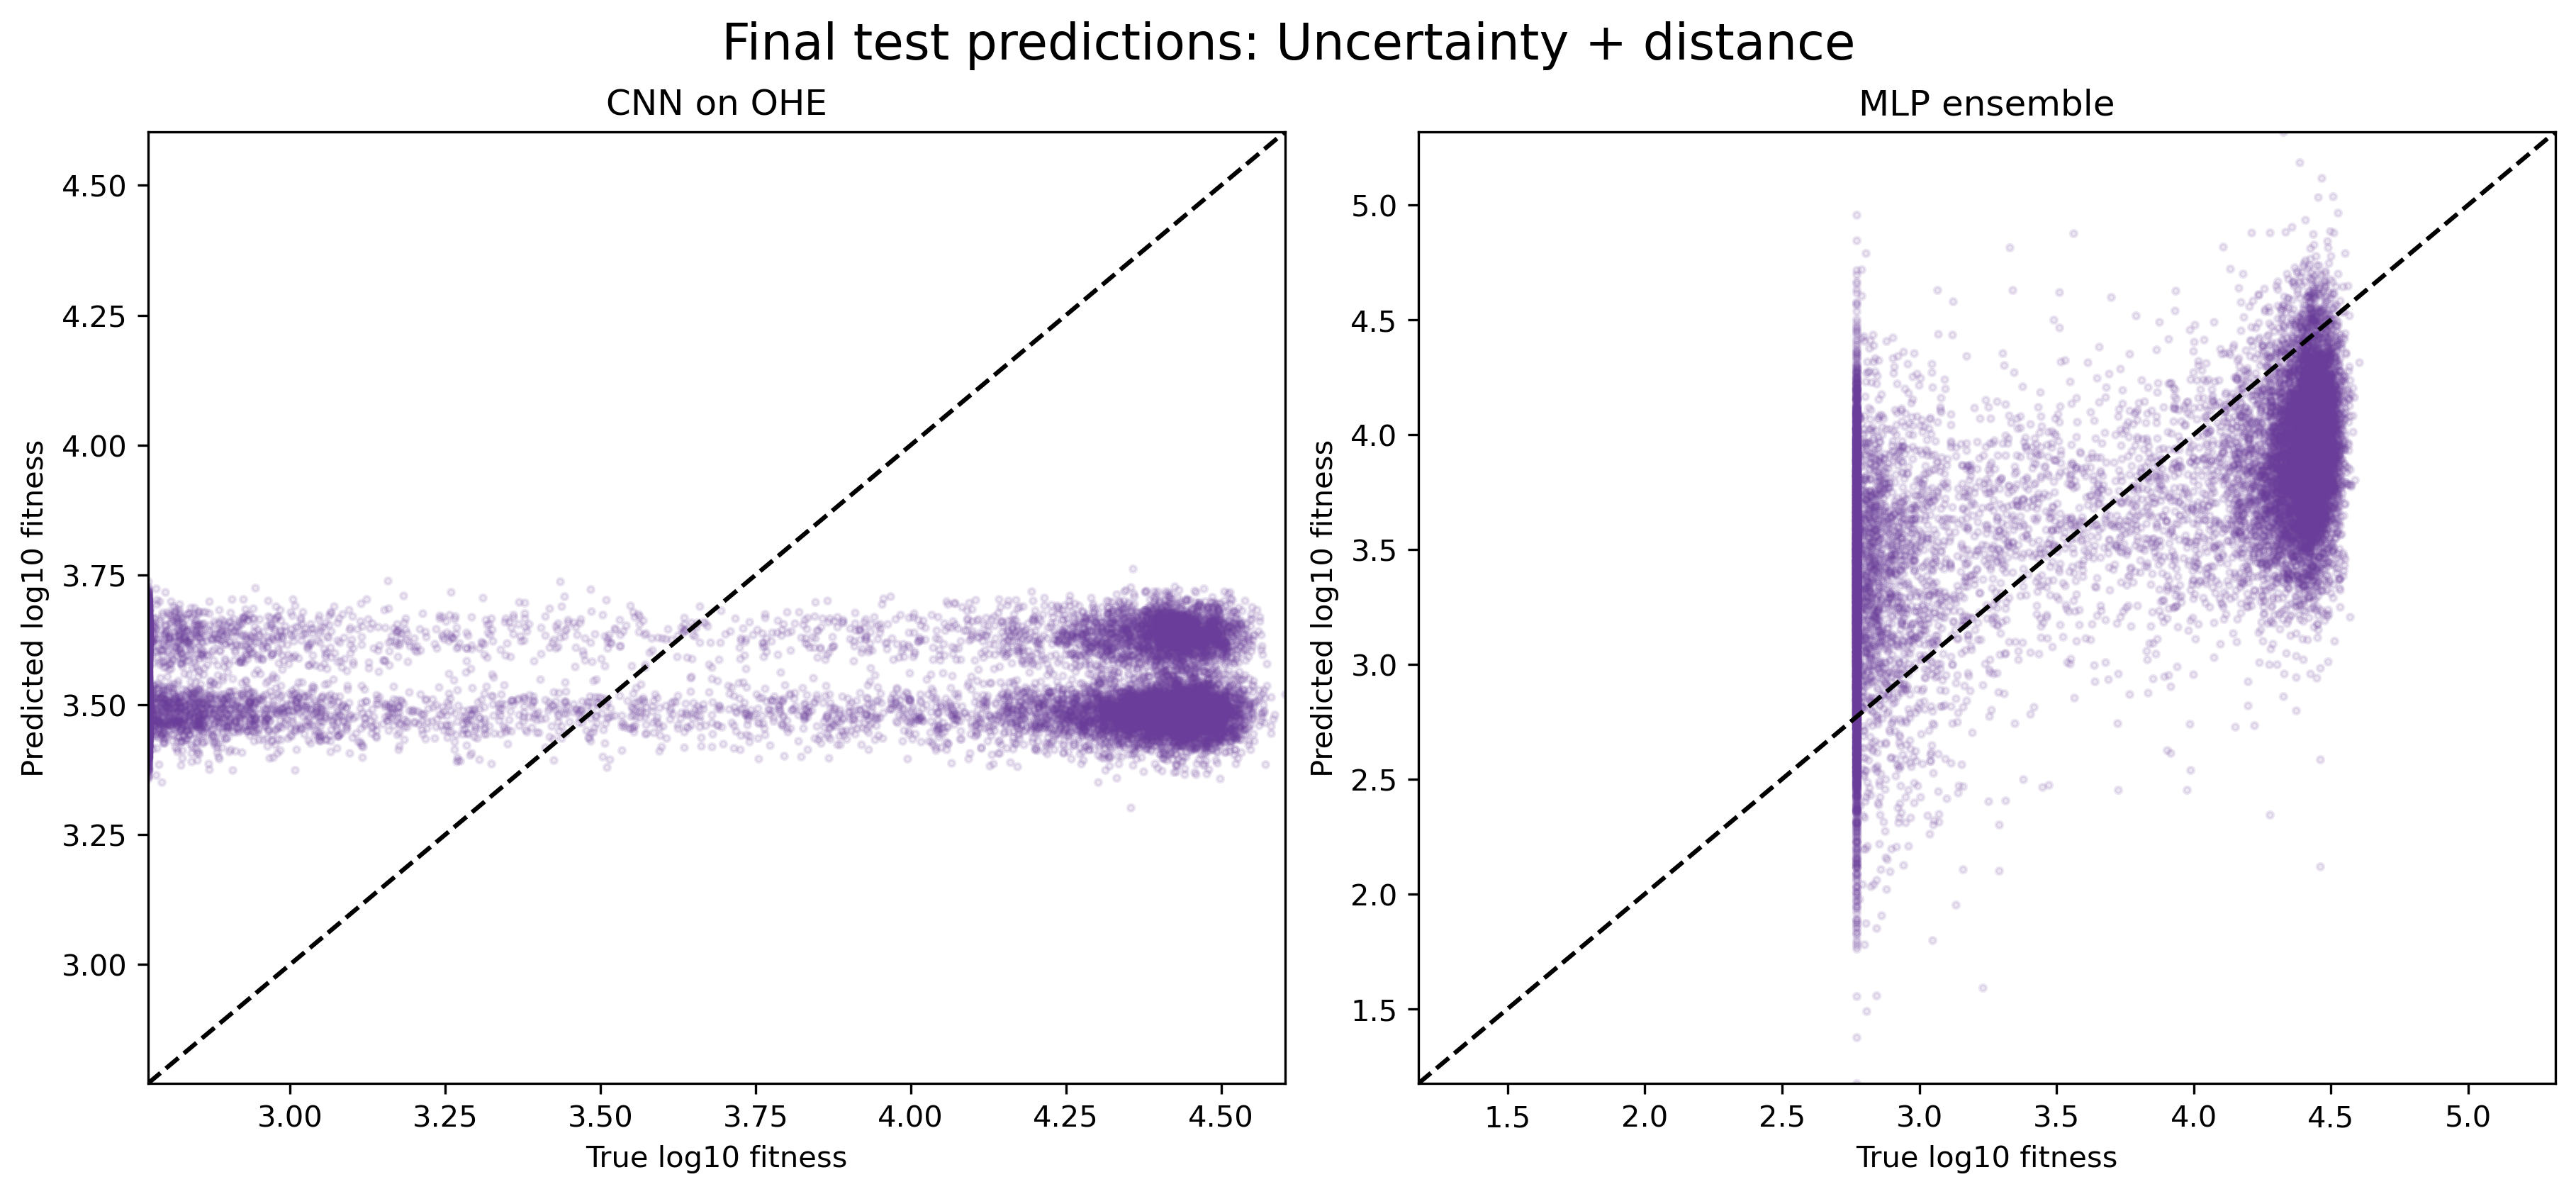 Final test predictions: Uncertainty + distance
CNN on OHE
4.50
4.25
4.00
3.75
3.50
3.25
3.00
Predicted log10 fitness
3.00 3.25 3.50 3.75 4.00 4.25 4.50
True log10 fitness
MLP ensemble
5.0
4.5
4.0
3.5
3.0
2.5
2.0
1.5
Predicted log10 fitness
1.5 2.0 2.5 3.0 3.5 4.0 4.5 5.0
True log10 fitness